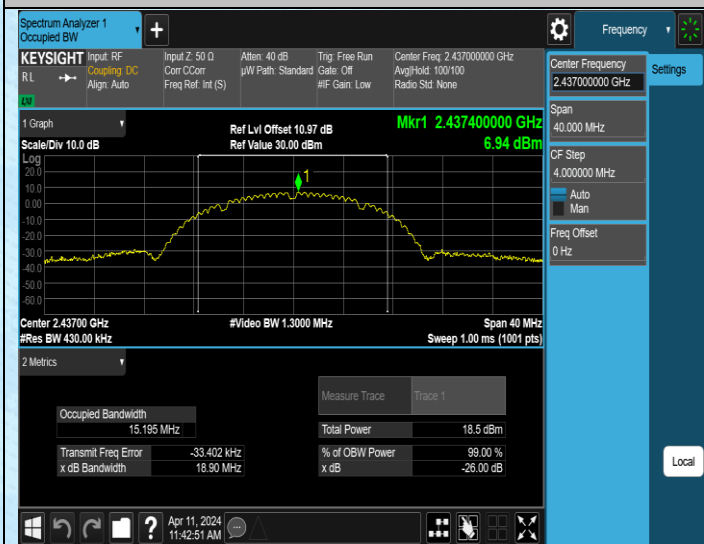 Spectrum Analyzer 1
Occupied BW
Frequency
KEYSIGHT
R L
LXI
Input: RF
Coupling: DC
Align: Auto
Input Z: 50 Ω
Corr CCorr
Freq Ref: Int (S)
Atten: 40 dB
µW Path: Standard
Trig: Free Run
Gate: Off
#IF Gain: Low
Center Freq: 2.437000000 GHz
Avg|Hold: 100/100
Radio Std: None
Center Frequency
2.437000000 GHz
Settings
Span
40.000 MHz
CF Step
4.000000 MHz
Auto
Man
Freq Offset
0 Hz
Local
1 Graph
Scale/Div 10.0 dB
Ref Lvl Offset 10.97 dB
Ref Value 30.00 dBm
Mkr1 2.437400000 GHz
6.94 dBm
Log
20.0
10.0
0.00
-10.0
-20.0
-30.0
-40.0
-50.0
-60.0
1
Center 2.43700 GHz
#Res BW 430.00 kHz
#Video BW 1.3000 MHz
Span 40 MHz
Sweep 1.00 ms (1001 pts)
2 Metrics
Measure Trace
Trace 1
Occupied Bandwidth
15.195 MHz
Total Power
18.5 dBm
Transmit Freq Error
-33.402 kHz
% of OBW Power
99.00 %
x dB Bandwidth
18.90 MHz
x dB
-26.00 dB
?
Apr 11, 2024
11:42:51 AM